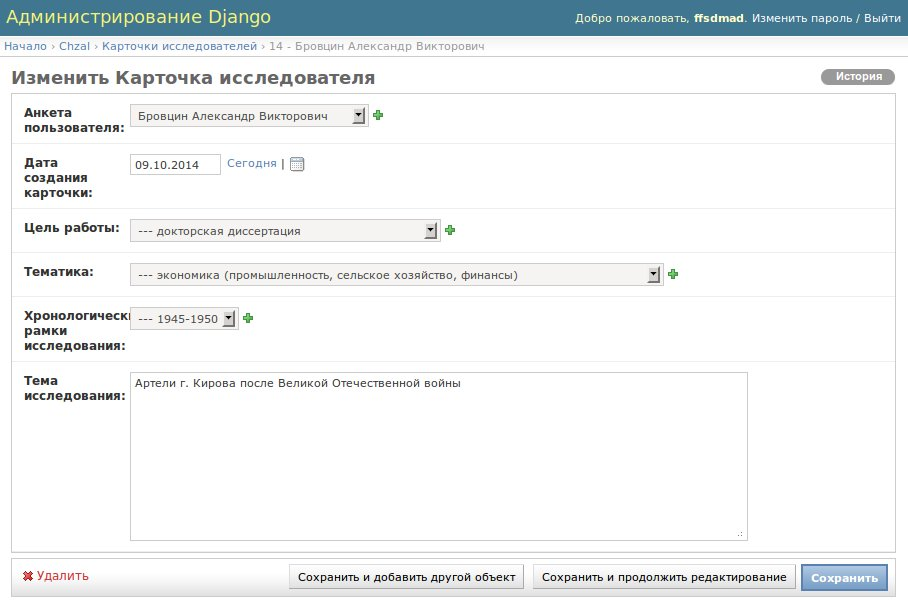 Администрирование Django
Добро пожаловать, ffsdmad. Изменить пароль / Выйти
Начало › Chzal › Карточки исследователей › 14 - Бровцин Александр Викторович
Изменить Карточка исследователя
История
Анкета
пользователя:
Бровцин Александр Викторович
Дата
создания
карточки:
09.10.2014
Сегодня |
Цель работы:
--- докторская диссертация
Тематика:
--- экономика (промышленность, сельское хозяйство, финансы)
Хронологически
рамки
исследования:
--- 1945-1950
Тема
исследования:
Артели г. Кирова после Великой Отечественной войны
Удалить
Сохранить и добавить другой объект
Сохранить и продолжить редактирование
Сохранить